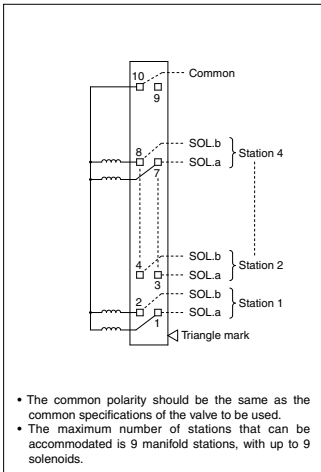 10
Common
9
8
SOL.b
SOL.a
Station 4
7
4
SOL.b
SOL.a
Station 2
3
2
SOL.b
SOL.a
Station 1
1
Triangle mark
• The common polarity should be the same as the
common specifications of the valve to be used.
• The maximum number of stations that can be
accommodated is 9 manifold stations, with up to 9
solenoids.